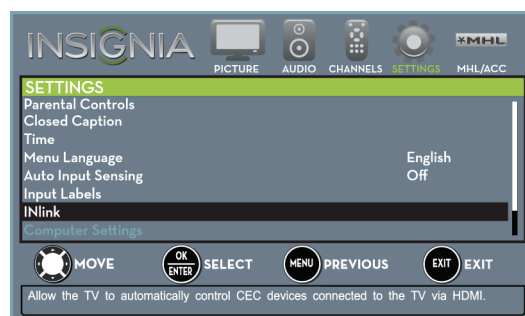 INSIGNIA
PICTURE AUDIO CHANNELS SETTINGS MHL/ACC
MHL
SETTINGS
Parental Controls
Closed Caption
Time
Menu Language English
Auto Input Sensing Off
Input Labels
INlink
Computer Settings
MOVE OK ENTER SELECT MENU PREVIOUS EXIT EXIT
Allow the TV to automatically control CEC devices connected to the TV via HDMI.